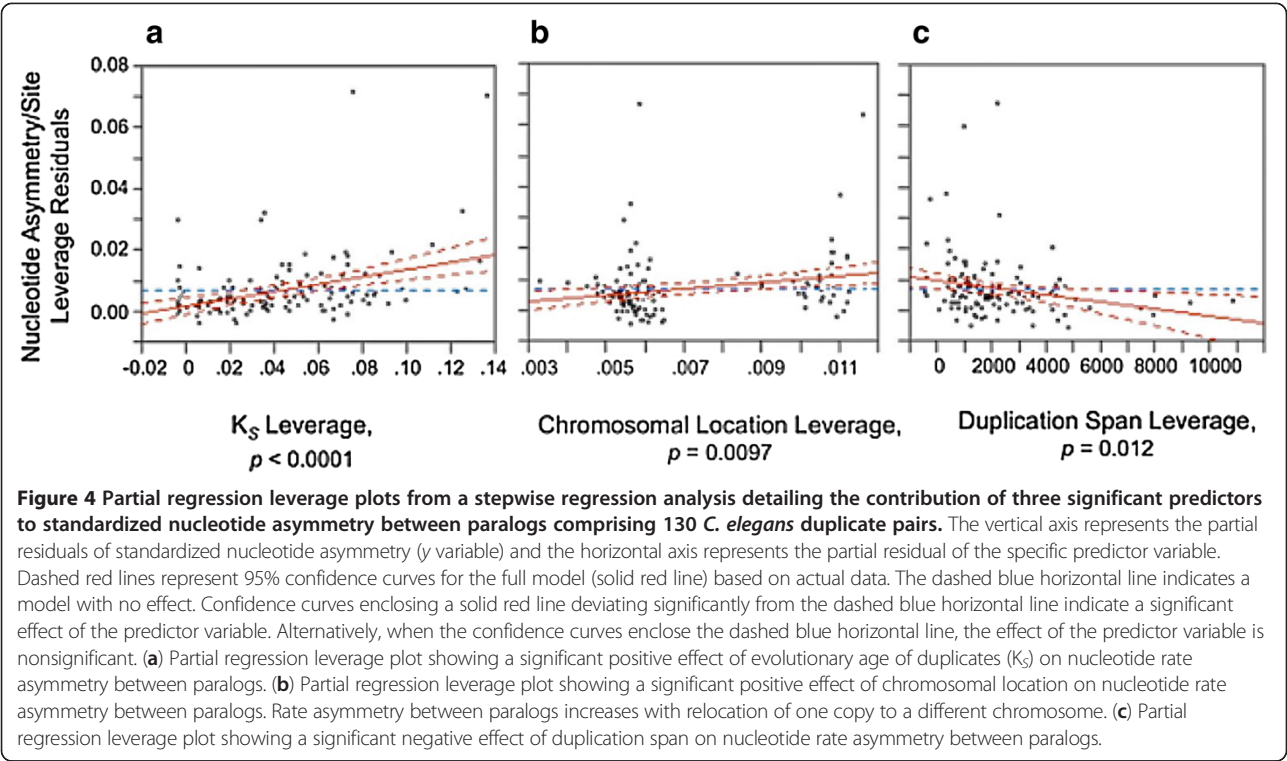 a
b
c
Nucleotide Asymmetry/Site
Leverage Residuals
0.08
0.06
0.04
0.02
0.00
-0.02 0 .02 .04 .06 .08 .10 .12 .14
.003 .005 .007 .009 .011
0 2000 4000 6000 8000 10000
K_S Leverage,
p < 0.0001
Chromosomal Location Leverage,
p = 0.0097
Duplication Span Leverage,
p = 0.012
Figure 4 Partial regression leverage plots from a stepwise regression analysis detailing the contribution of three significant predictors
to standardized nucleotide asymmetry between paralogs comprising 130 C. elegans duplicate pairs. The vertical axis represents the partial
residuals of standardized nucleotide asymmetry (y variable) and the horizontal axis represents the partial residual of the specific predictor variable.
Dashed red lines represent 95% confidence curves for the full model (solid red line) based on actual data. The dashed blue horizontal line indicates a
model with no effect. Confidence curves enclosing a solid red line deviating significantly from the dashed blue horizontal line indicate a significant
effect of the predictor variable. Alternatively, when the confidence curves enclose the dashed blue horizontal line, the effect of the predictor variable is
nonsignificant. (a) Partial regression leverage plot showing a significant positive effect of evolutionary age of duplicates (K_S) on nucleotide rate
asymmetry between paralogs. (b) Partial regression leverage plot showing a significant positive effect of chromosomal location on nucleotide rate
asymmetry between paralogs. Rate asymmetry between paralogs increases with relocation of one copy to a different chromosome. (c) Partial
regression leverage plot showing a significant negative effect of duplication span on nucleotide rate asymmetry between paralogs.